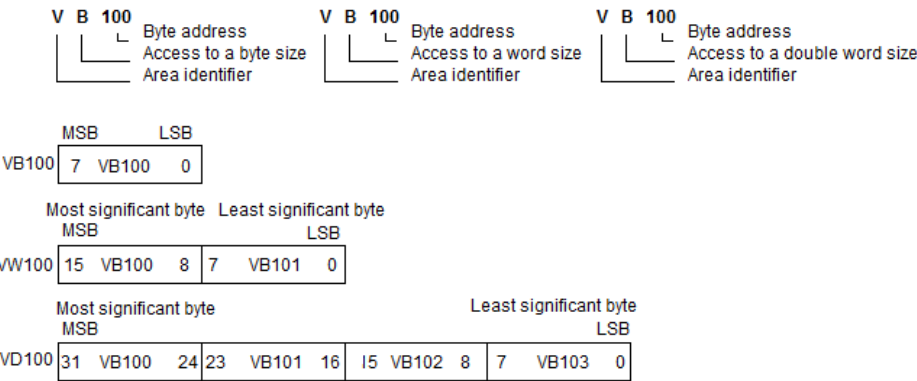 V B 100 V B 100 V B 100
Byte address Byte address Byte address
Access to a byte size Access to a word size Access to a double word size
Area identifier Area identifier Area identifier
MSB LSB
VB100 7 VB100 0
Most significant byte Least significant byte
MSB LSB
VW100 15 VB100 8 7 VB101 0
Most significant byte Least significant byte
MSB LSB
VD100 31 VB100 24 23 VB101 16 I5 VB102 8 7 VB103 0